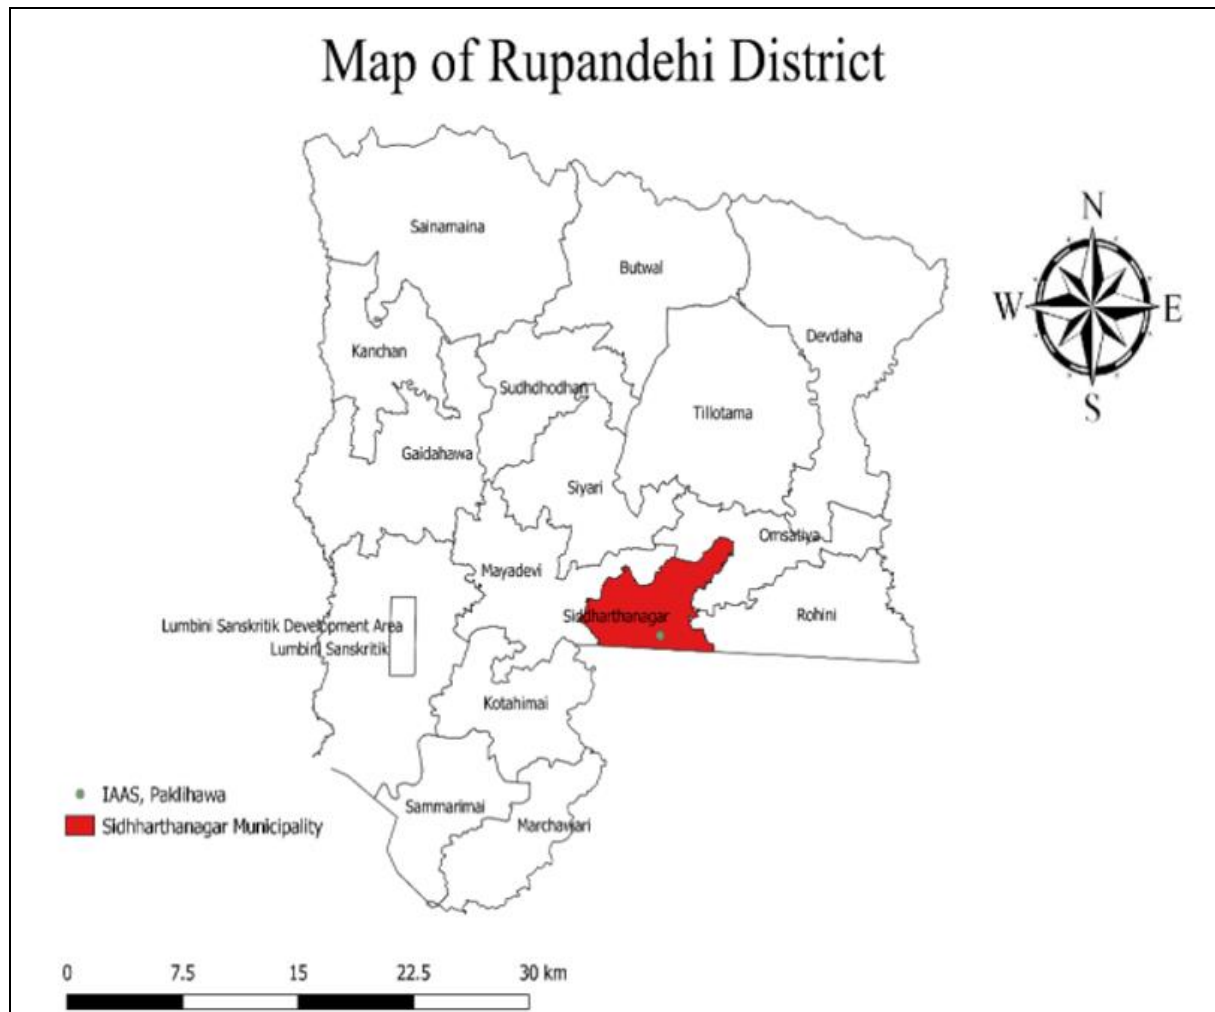 Map of Rupandehi District
N
W E
S
Sainamaina
Butwal
Devdaha
Kanchan
Sudhdhodhan
Tillotama
Gaidahawa
Siyari
Omsatiya
Mayadevi
Siddharthanagar
Rohini
Lumbini Sanskritik Development Area
Lumbini Sanskritik
Kotahimai
IAAS, Paklihawa
Sammarimai
Sidhharthanagar Municipality
Marchawari
0 7.5 15 22.5 30 km